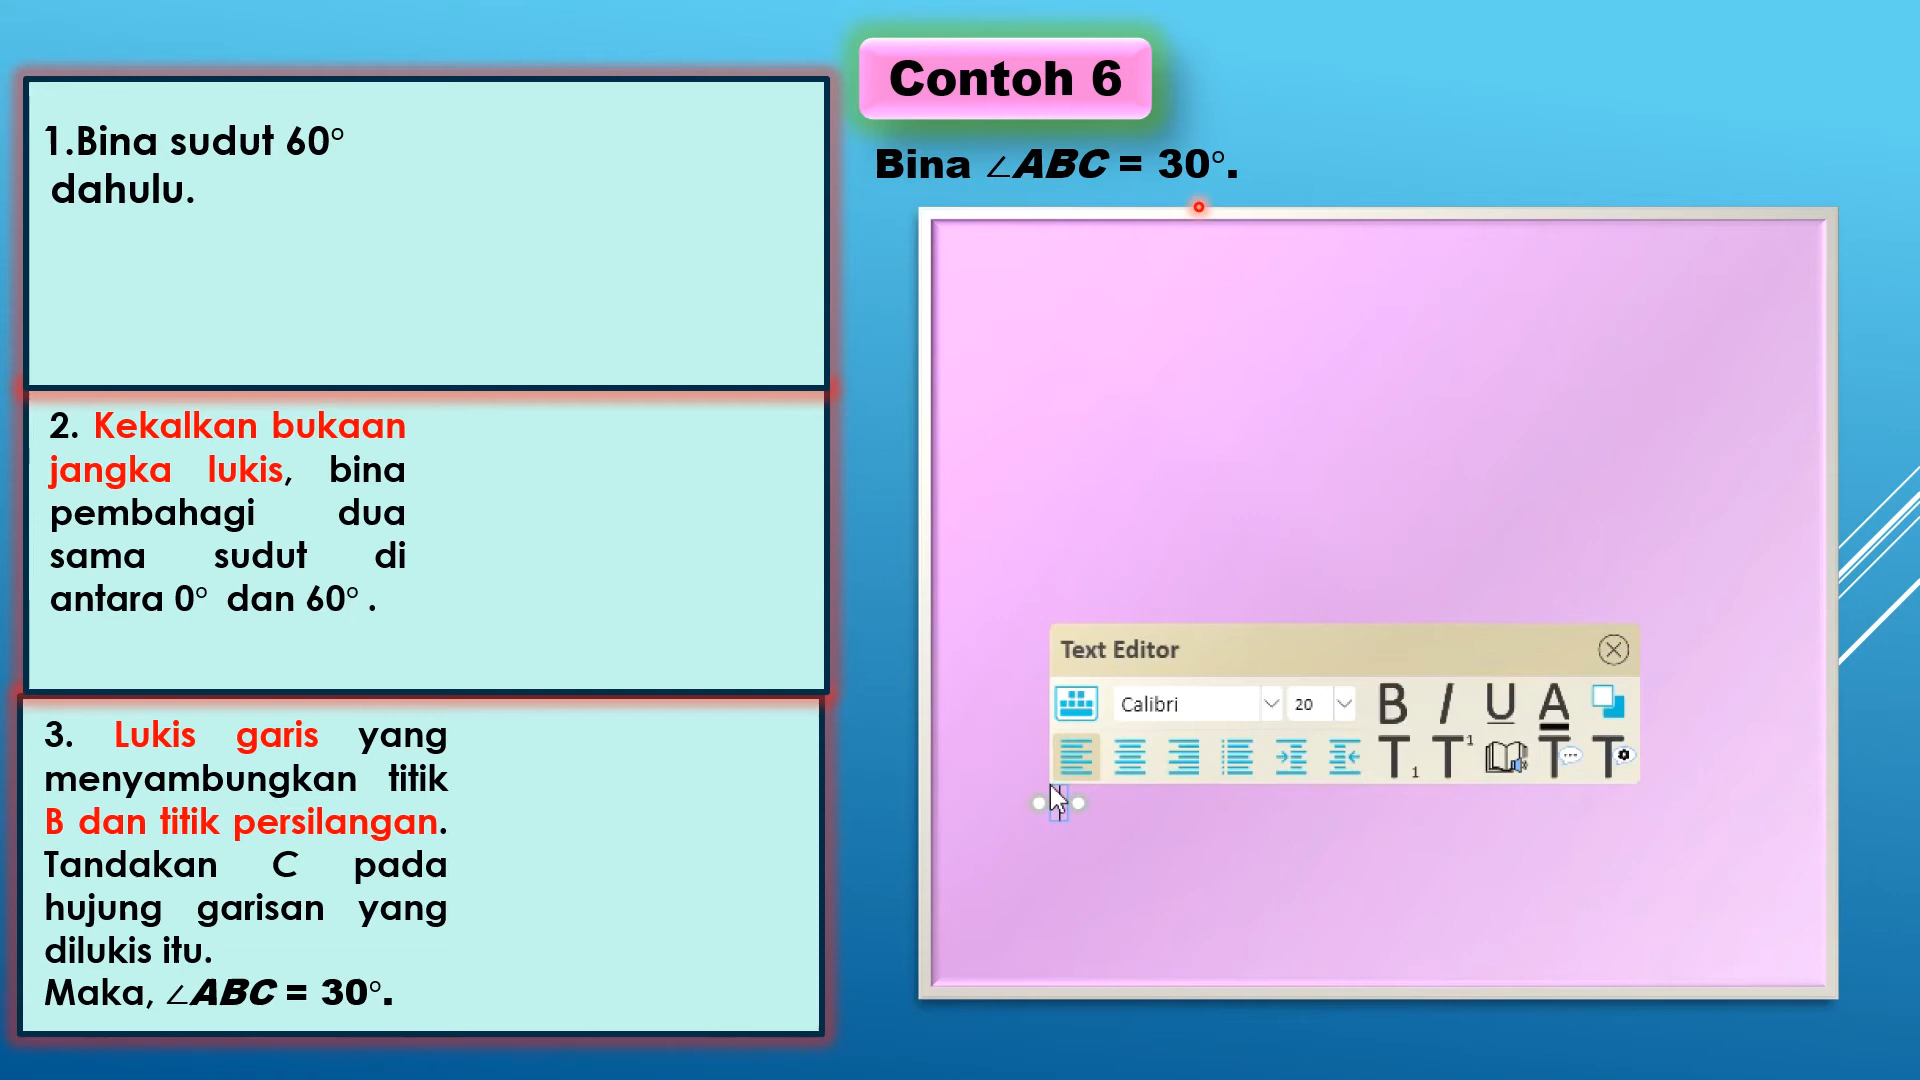 Contoh 6
Bina ∠ABC = 30°.
1.Bina sudut 60°
dahulu.
2. Kekalkan bukaan
jangka lukis, bina
pembahagi dua
sama sudut di
antara 0° dan 60° .
3. Lukis garis yang
menyambungkan titik
B dan titik persilangan.
Tandakan C pada
hujung garisan yang
dilukis itu.
Maka, ∠ABC = 30°.
Text Editor
Calibri 20 B I U A
T1 T1 T T